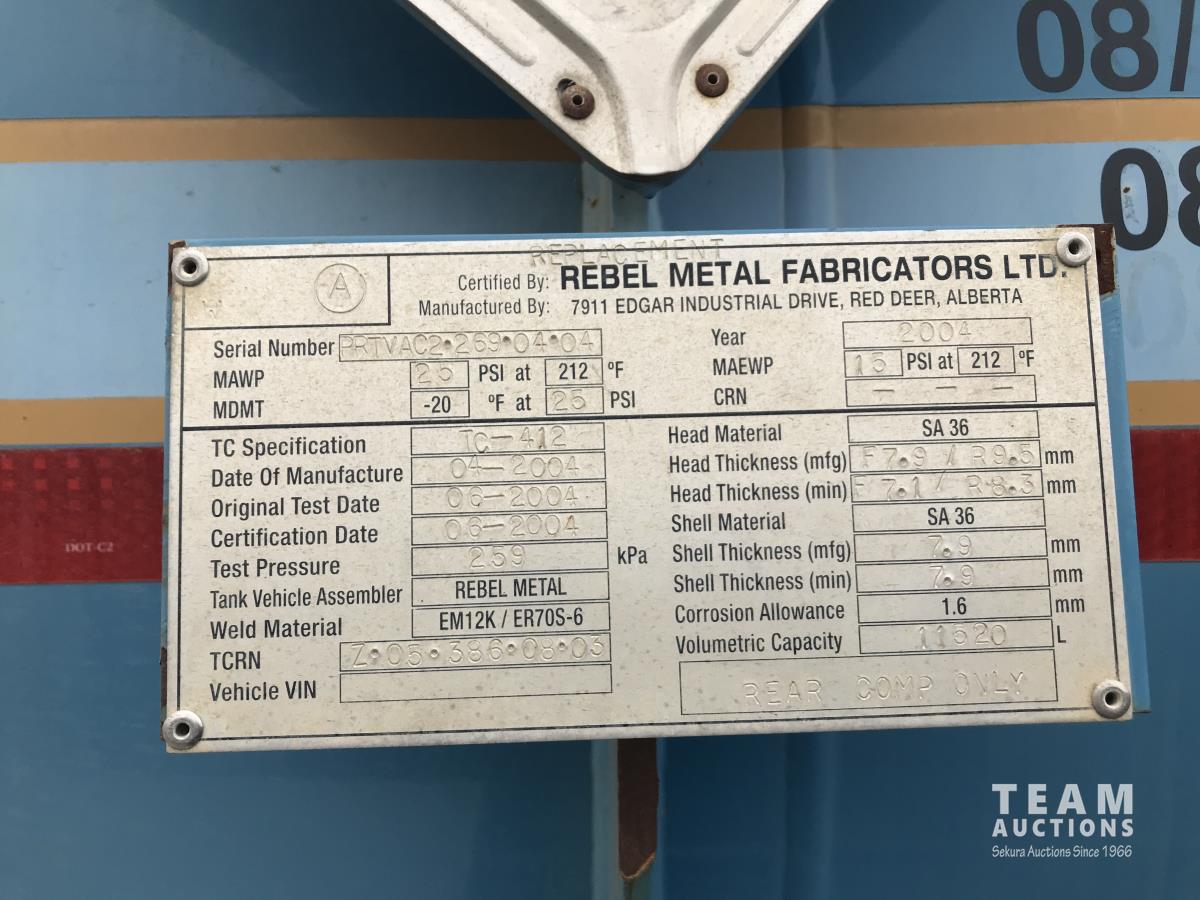 08/
08
REPLACEMENT
A
W
Certified By: REBEL METAL FABRICATORS LTD.
Manufactured By: 7911 EDGAR INDUSTRIAL DRIVE, RED DEER, ALBERTA
Serial Number PRTVAC2•269•04•04 Year 2004
MAWP 25 PSI at 212 °F MAEWP 15 PSI at 212 °F
MDMT -20 °F at 25 PSI CRN — — —
TC Specification TC-412 Head Material SA 36
Date Of Manufacture 04-2004 Head Thickness (mfg) F7.9 / R9.5 mm
Original Test Date 06-2004 Head Thickness (min) F 7.1 / R8.3 mm
Certification Date 06-2004 Shell Material SA 36
Test Pressure 259 kPa Shell Thickness (mfg) 7.9 mm
Tank Vehicle Assembler REBEL METAL Shell Thickness (min) 7.9 mm
Weld Material EM12K / ER70S-6 Corrosion Allowance 1.6 mm
TCRN Z•05•386•08•03 Volumetric Capacity 11520 L
Vehicle VIN REAR COMP ONLY
DOT-C2
TEAM
AUCTIONS
Sekura Auctions Since 1966